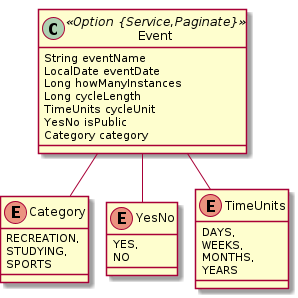 C «Option {Service,Paginate}»
Event
String eventName
LocalDate eventDate
Long howManyInstances
Long cycleLength
TimeUnits cycleUnit
YesNo isPublic
Category category
E Category
RECREATION,
STUDYING,
SPORTS
E YesNo
YES,
NO
E TimeUnits
DAYS,
WEEKS,
MONTHS,
YEARS